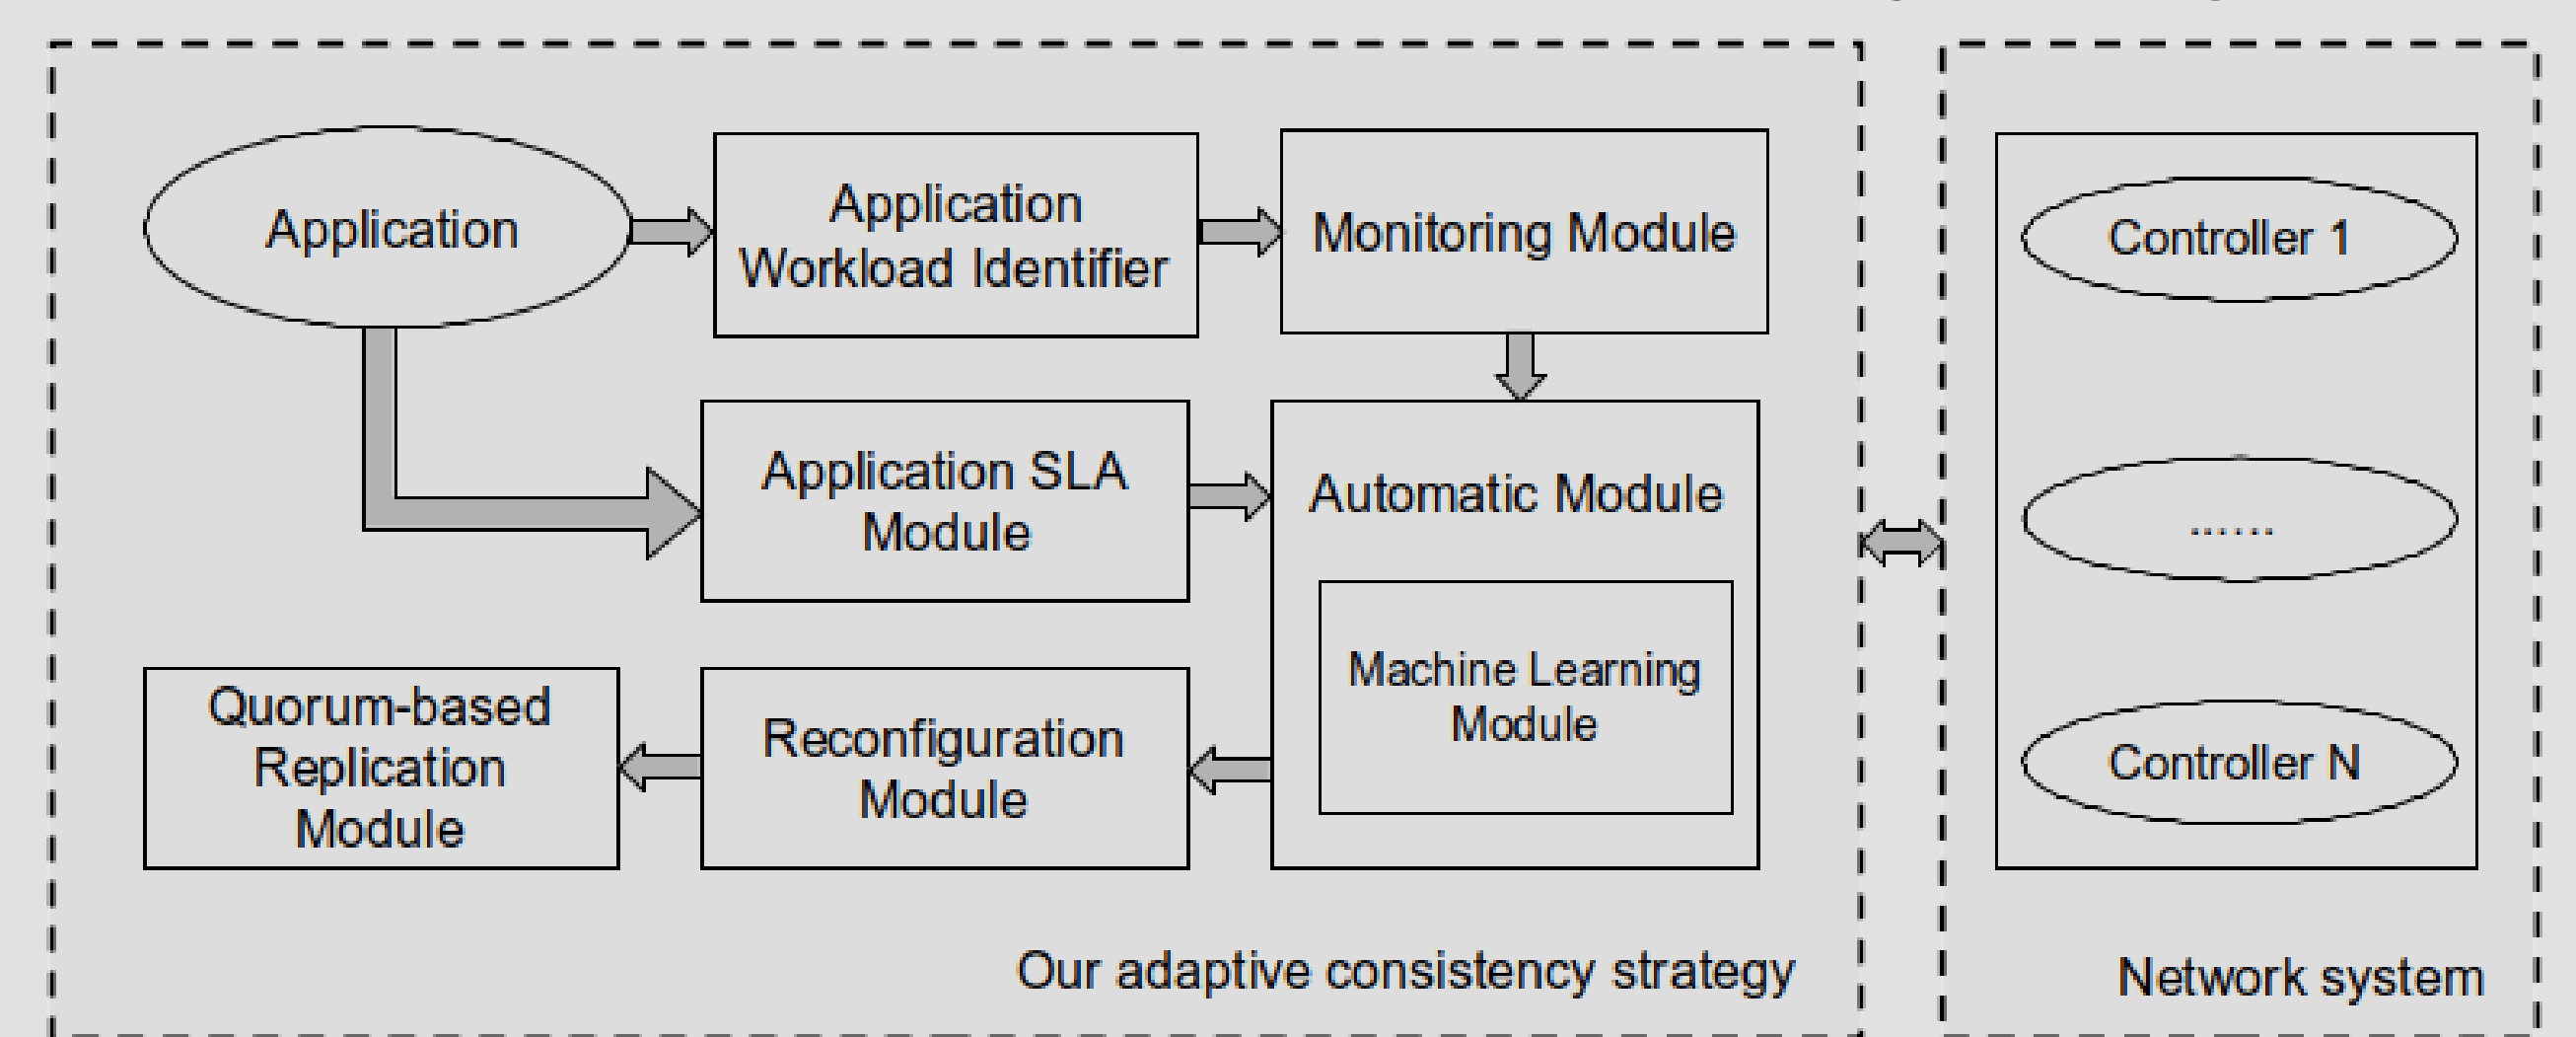 Application
Application
Workload Identifier
Monitoring Module
Controller 1
Application SLA
Module
Automatic Module
......
Machine Learning
Module
Quorum-based
Replication
Module
Reconfiguration
Module
Controller N
Our adaptive consistency strategy
Network system